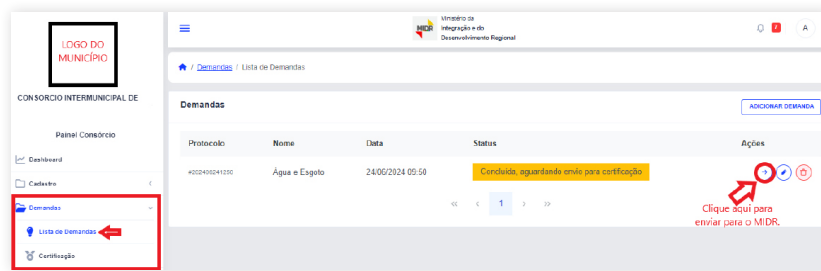 LOGO DO
MUNICÍPIO
CONSORCIO INTERMUNICIPAL DE
Painel Consórcio
Dashboard
Cadastro
Demandas
Lista de Demandas
Certificação
MIDR
Ministério da
Integração e do
Desenvolvimento Regional
A
/ Demandas / Lista de Demandas
Demandas
ADICIONAR DEMANDA
Protocolo Nome Data Status Ações
Água e Esgoto 24/06/2024 09:50 Concluída, aguardando envio para certificação
« ‹ 1 › »
Clique aqui para
enviar para o MIDR.